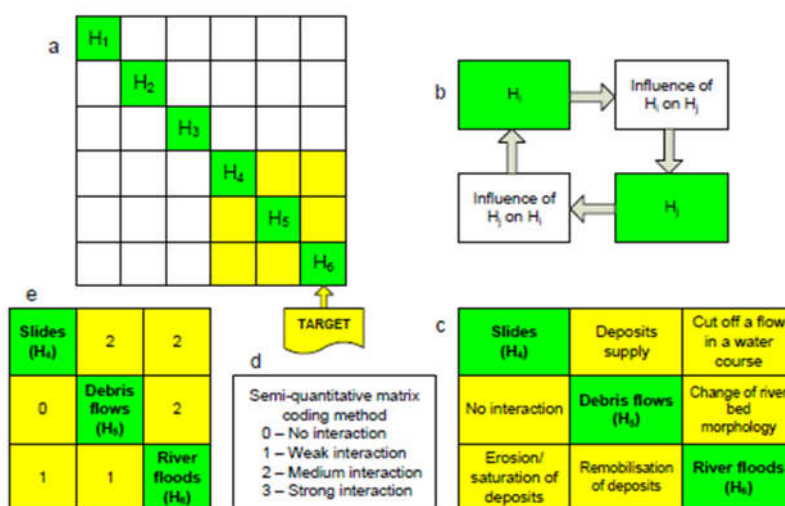 a
H1
H2
H3
H4
H5
H6
TARGET
b
Hi
Influence of
Hi on Hj
Influence of
Hj on Hi
Hj
e
Slides
(H4)
2
2
0
Debris
flows
(H5)
2
1
1
River
floods
(H6)
d
Semi-quantitative matrix
coding method
0 – No interaction
1 – Weak interaction
2 – Medium interaction
3 – Strong interaction
c
Slides
(H4)
Deposits
supply
Cut off a flow
in a water
course
No interaction
Debris flows
(H5)
Change of river
bed
morphology
Erosion/
saturation of
deposits
Remobilisation
of deposits
River floods
(H6)